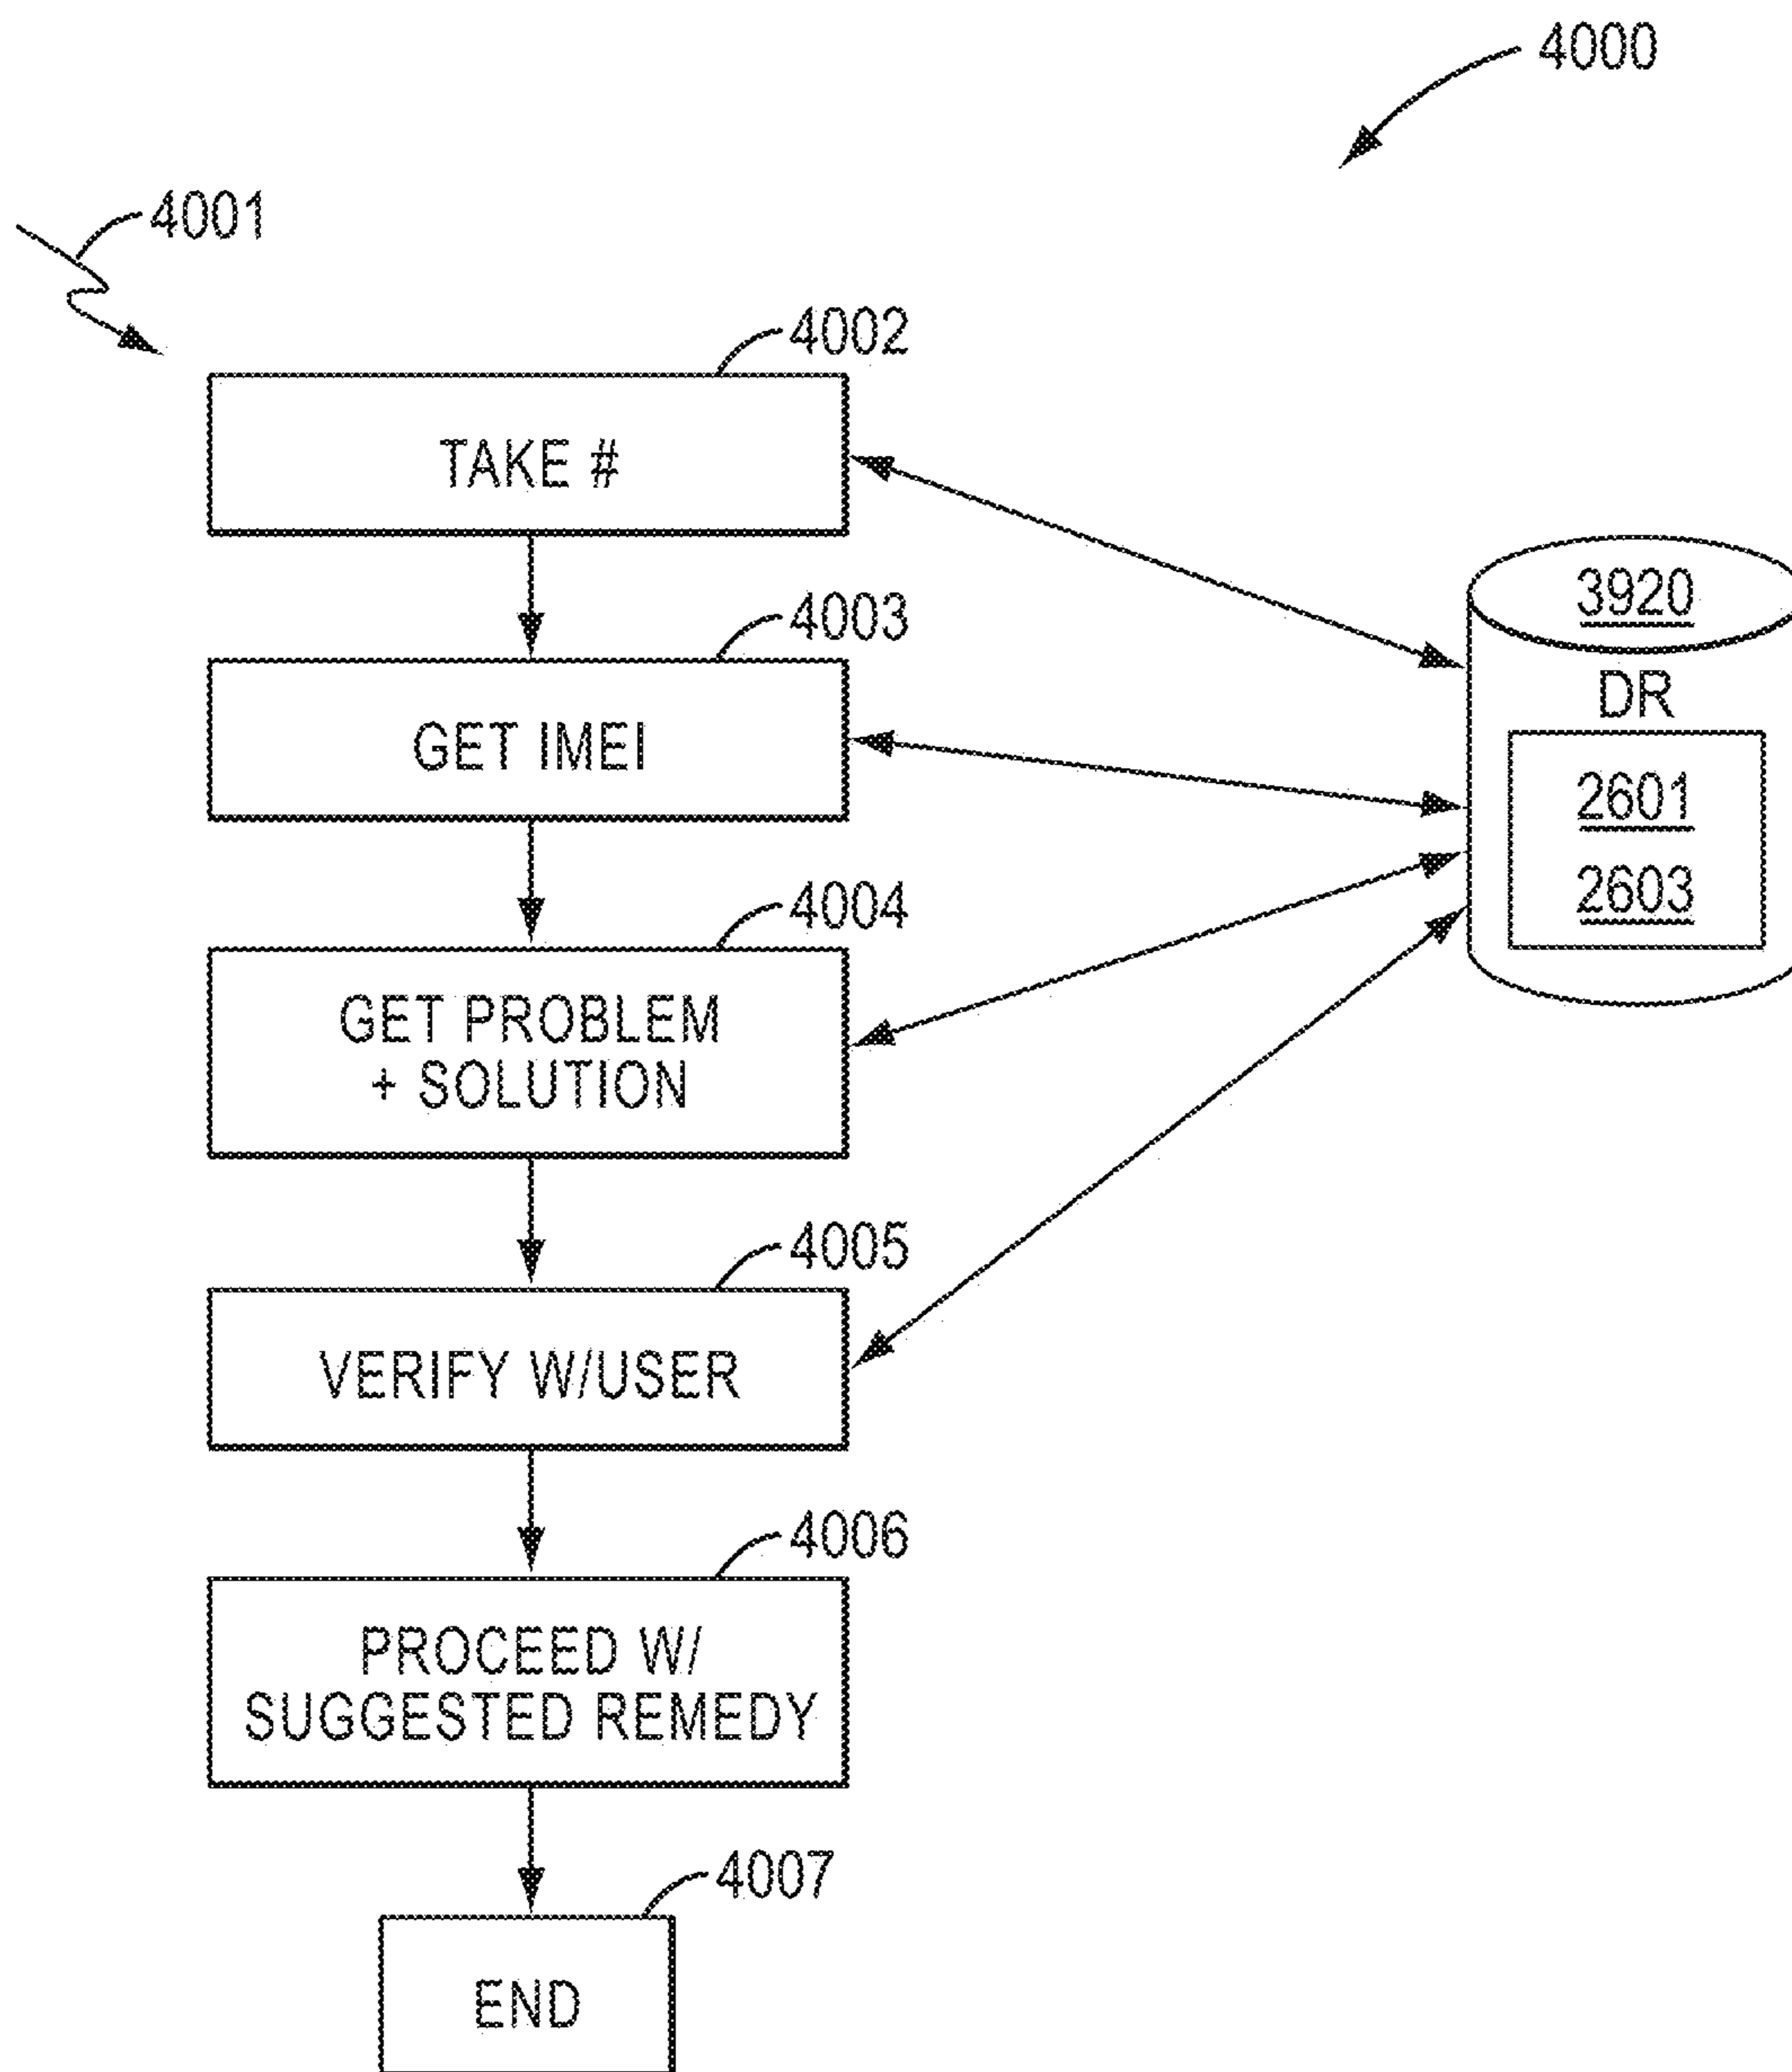 4000
4001
4002
TAKE #
4003
GET IMEI
4004
GET PROBLEM
+ SOLUTION
4005
VERIFY W/USER
4006
PROCEED W/
SUGGESTED REMEDY
4007
END
3920
DR
2601
2603